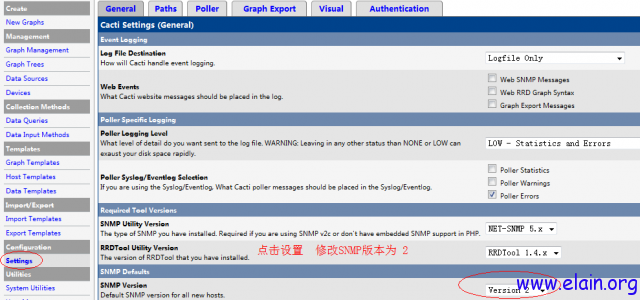 Create
New Graphs
Management
Graph Management
Graph Trees
Data Sources
Devices
Collection Methods
Data Queries
Data Input Methods
Templates
Graph Templates
Host Templates
Data Templates
Import/Export
Import Templates
Export Templates
Configuration
Settings
Utilities
System Utilities
General Paths Poller Graph Export Visual Authentication
Cacti Settings (General)
Event Logging
Log File Destination
How will Cacti handle event logging.
Logfile Only
Web Events
What Cacti website messages should be placed in the log.
Web SNMP Messages
Web RRD Graph Syntax
Graph Export Messages
Poller Specific Logging
Poller Logging Level
What level of detail do you want sent to the log file. WARNING: Leaving in any other status than NONE or LOW can
exaust your disk space rapidly.
LOW - Statistics and Errors
Poller Syslog/Eventlog Selection
If you are using the Syslog/Eventlog, What Cacti poller messages should be placed in the Syslog/Eventlog.
Poller Statistics
Poller Warnings
Poller Errors
Required Tool Versions
SNMP Utility Version
The type of SNMP you have installed. Required if you are using SNMP v2c or don't have embedded SNMP support in PHP.
NET-SNMP 5.x
RRDTool Utility Version
The version of RRDTool that you have installed.
RRDTool 1.4.x
点击设置 修改SNMP版本为 2
SNMP Defaults
SNMP Version
Default SNMP version for all new hosts.
Version 2
www.elain.org